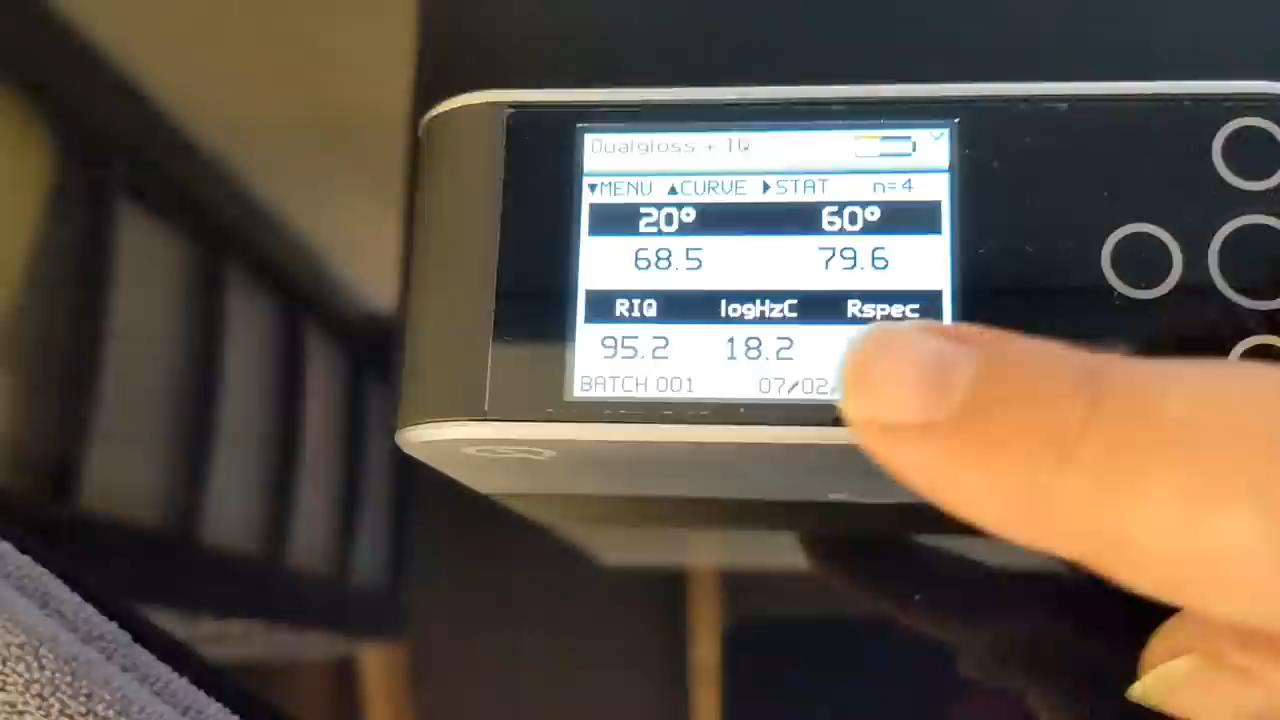 Dualgloss + IQ
▼MENU ▲CURVE ▶STAT n=4
20° 60°
68.5 79.6
RIQ logHzC Rspec
95.2 18.2
BATCH 001 07/02/